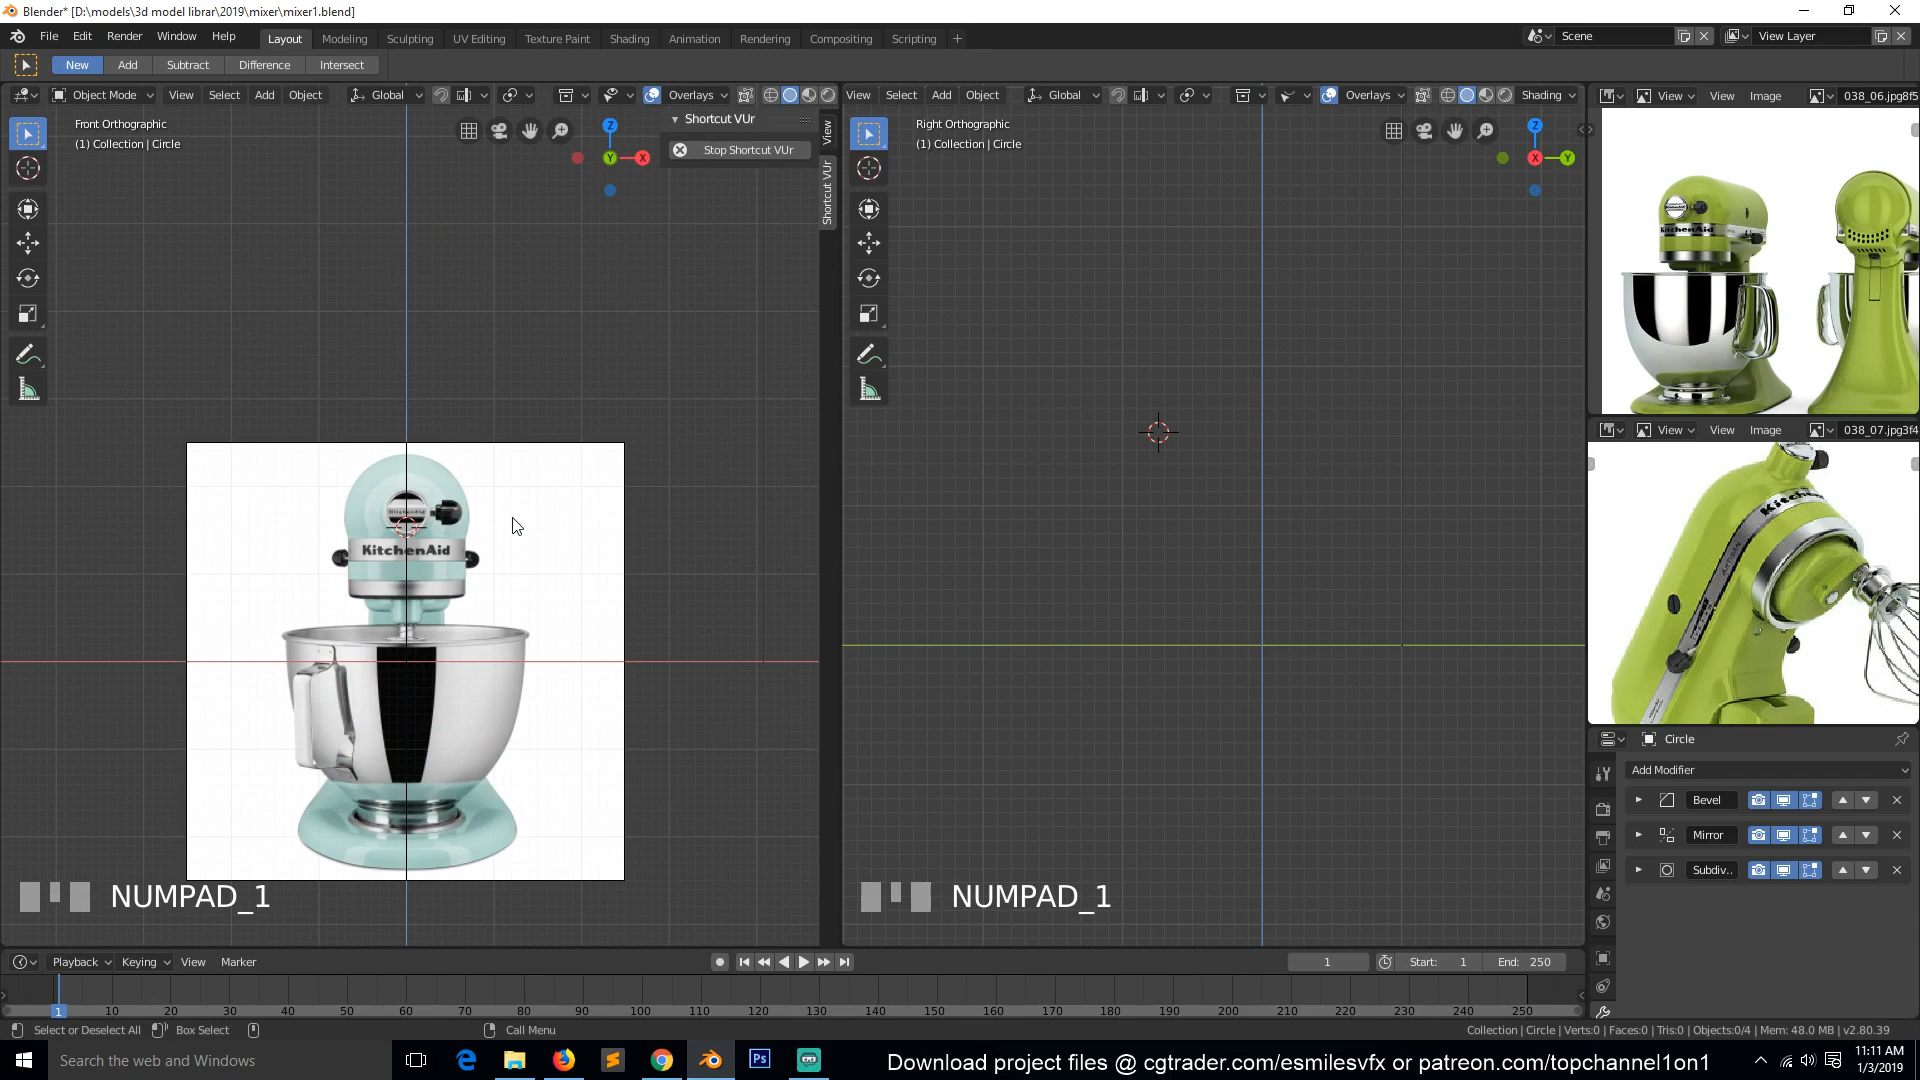 Blender* [D:\models\3d model librar\2019\mixer\mixer1.blend]
File Edit Render Window Help Layout Modeling Sculpting UV Editing Texture Paint Shading Animation Rendering Compositing Scripting + Scene View Layer
New Add Subtract Difference Intersect
Object Mode View Select Add Object Global Overlays
View Select Add Object Global Overlays Shading
View View Image 038_06.jpg8f5
Front Orthographic
(1) Collection | Circle
Z
Y
X
Shortcut VUr
Stop Shortcut VUr
View
Shortcut VUr
Right Orthographic
(1) Collection | Circle
Z
X
Y
KitchenAid
View View Image 038_07.jpg3f4
KitchenAid
NUMPAD_1
NUMPAD_1
Circle
Add Modifier
Bevel
Mirror
Subdiv..
Playback Keying View Marker 1 Start: 1 End: 250
1 10 20 30 40 50 60 70 80 90 100 110 120 130 140 150 160 170 180 190 200 210 220 230 240 250
Select or Deselect All Box Select Call Menu Collection | Circle | Verts:0 | Faces:0 | Tris:0 | Objects:0/4 | Mem: 48.0 MB | v2.80.39
Search the web and Windows
Ps
Download project files @ cgtrader.com/esmilesvfx or patreon.com/topchannel1on1
11:11 AM
1/3/2019